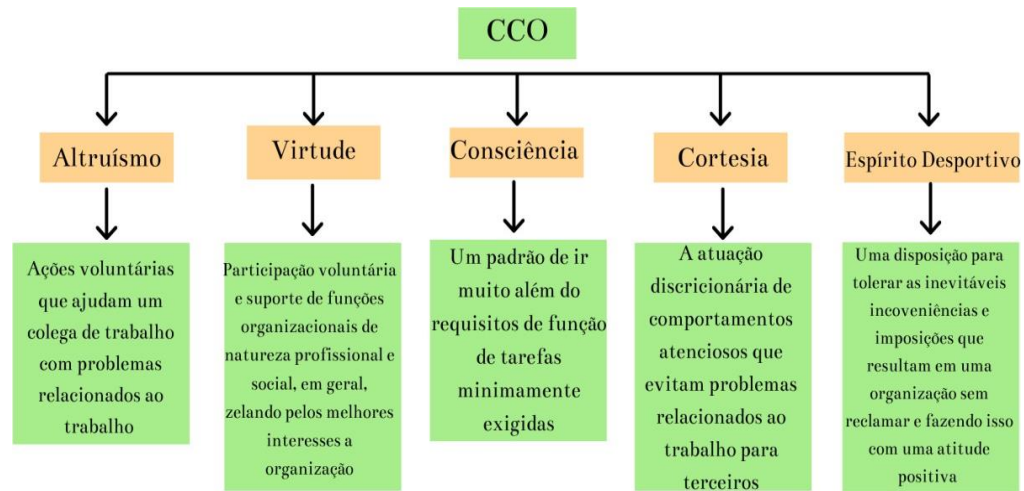 CCO
Altruísmo
Virtude
Consciência
Cortesia
Espírito Desportivo
Ações voluntárias
que ajudam um
colega de trabalho
com problemas
relacionados ao
trabalho
Participação voluntária
e suporte de funções
organizacionais de
natureza profissional e
social, em geral,
zelando pelos melhores
interesses a
organização
Um padrão de ir
muito além do
requisitos de função
de tarefas
minimamente
exigidas
A atuação
discricionária de
comportamentos
atenciosos que
evitam problemas
relacionados ao
trabalho para
terceiros
Uma disposição para
tolerar as inevitáveis
incoveniências e
imposições que
resultam em uma
organização sem
reclamar e fazendo isso
com uma atitude
positiva